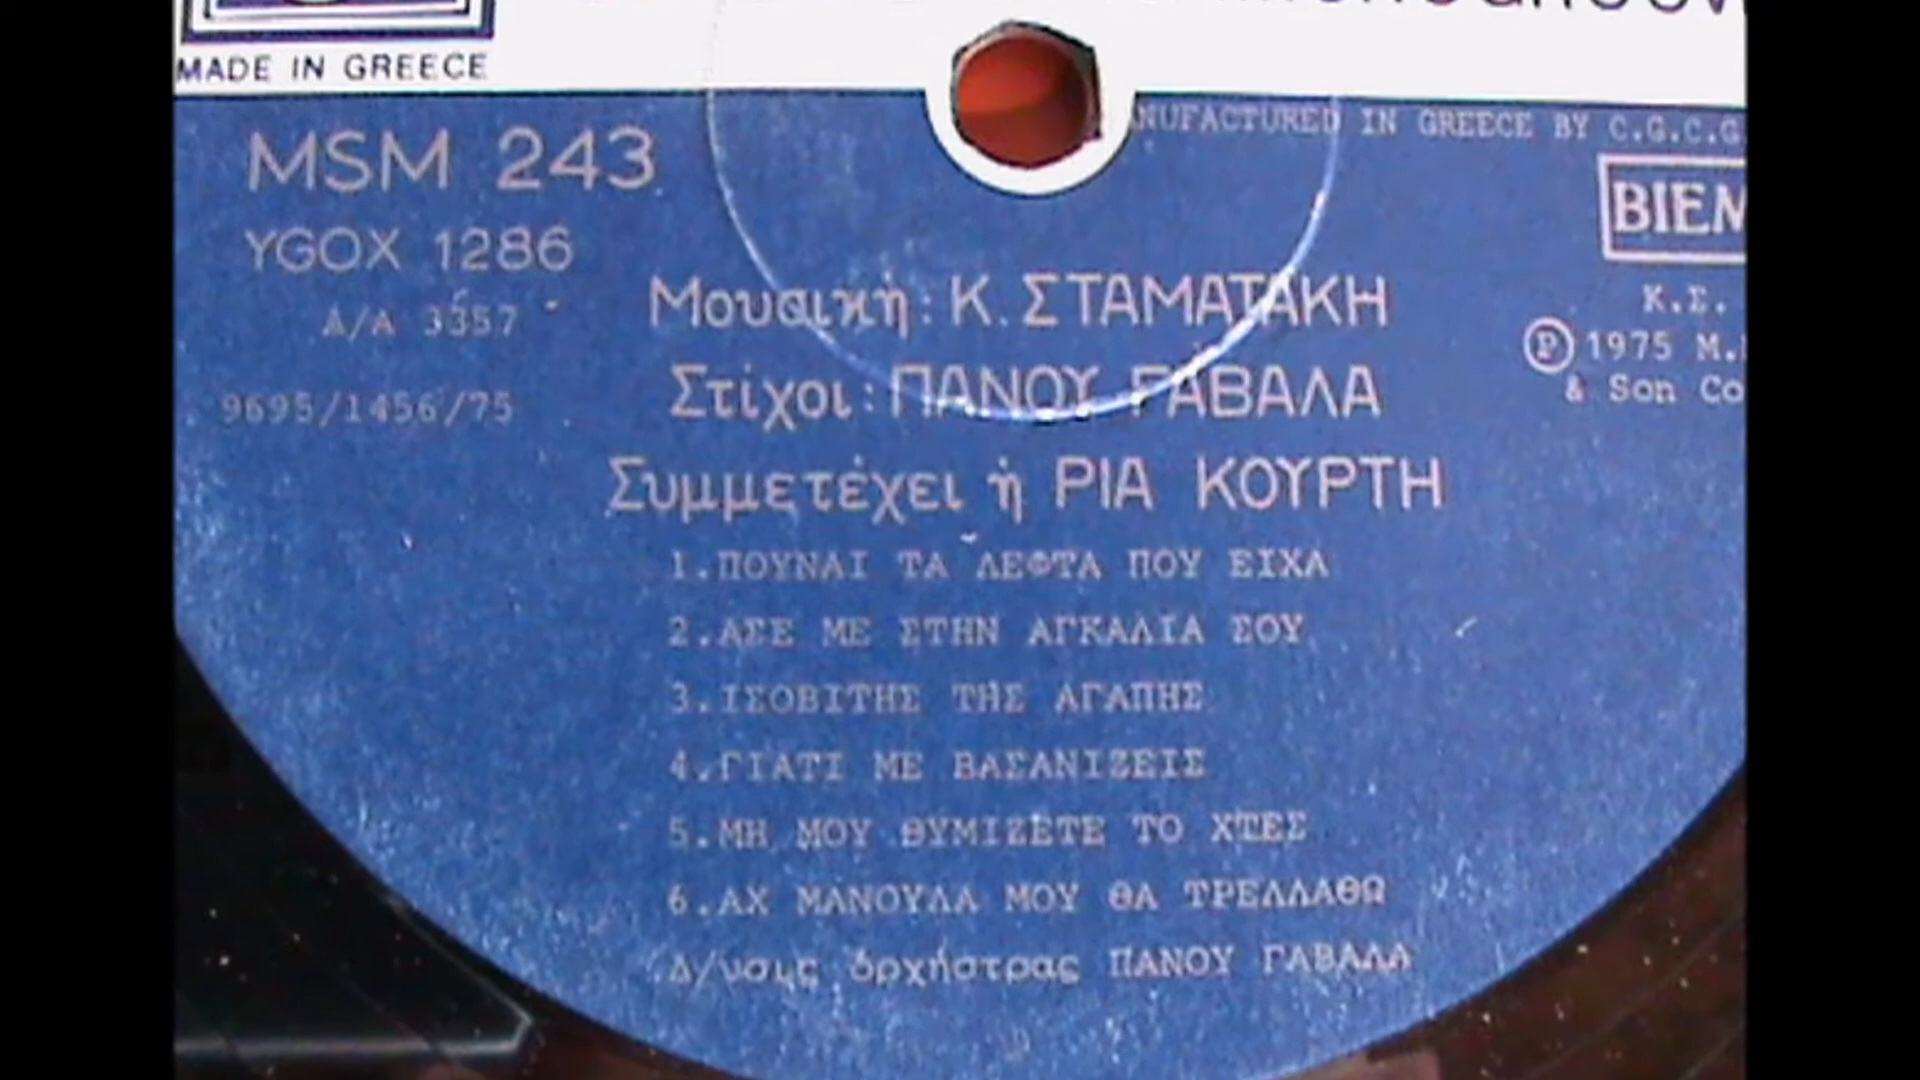 MADE IN GREECE
NUFACTURED IN GREECE BY C.G.C.G
MSM 243
BIEM
YGOX 1286
A/A 3357
Μουσική: Κ. ΣΤΑΜΑΤΑΚΗ
Κ.Σ.
Ⓟ 1975 M.
Στίχοι: ΠΑΝΟΥ ΓΑΒΑΛΑ
& Son Co
9695/1456/75
Συμμετέχει ἡ ΡΙΑ ΚΟΥΡΤΗ
1.ΠΟΥΝΑΙ ΤΑ ΛΕΦΤΑ ΠΟΥ ΕΙΧΑ
2.ΑΣΕ ΜΕ ΣΤΗΝ ΑΓΚΑΛΙΑ ΣΟΥ
3.ΙΣΟΒΙΤΗΣ ΤΗΣ ΑΓΑΠΗΣ
4.ΓΙΑΤΙ ΜΕ ΒΑΣΑΝΙΖΕΙΣ
5.ΜΗ ΜΟΥ ΘΥΜΙΖΕΤΕ ΤΟ ΧΤΕΣ
6.ΑΧ ΜΑΝΟΥΛΑ ΜΟΥ ΘΑ ΤΡΕΛΛΑΘΩ
Δ/νσις ὀρχήστρας ΠΑΝΟΥ ΓΑΒΑΛΑ